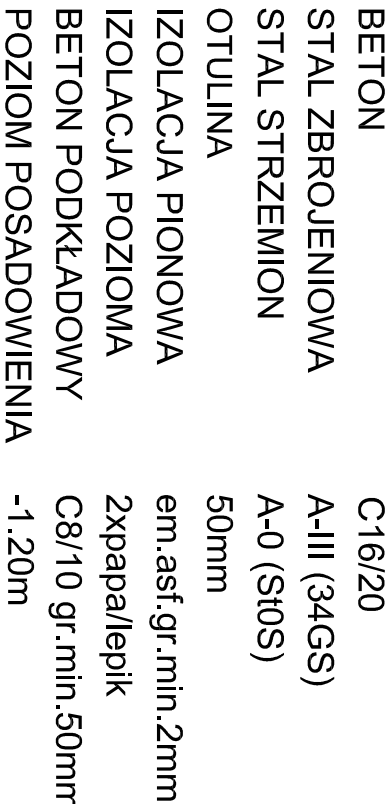 BETON C16/20
STAL ZBROJENIOWA A-III (34GS)
STAL STRZEMION A-0 (St0S)
OTULINA 50mm
IZOLACJA PIONOWA em.asf.gr.min.2mm
IZOLACJA POZIOMA 2xpapa/lepik
BETON PODKŁADOWY C8/10 gr.min.50mm
POZIOM POSADOWIENIA -1.20m